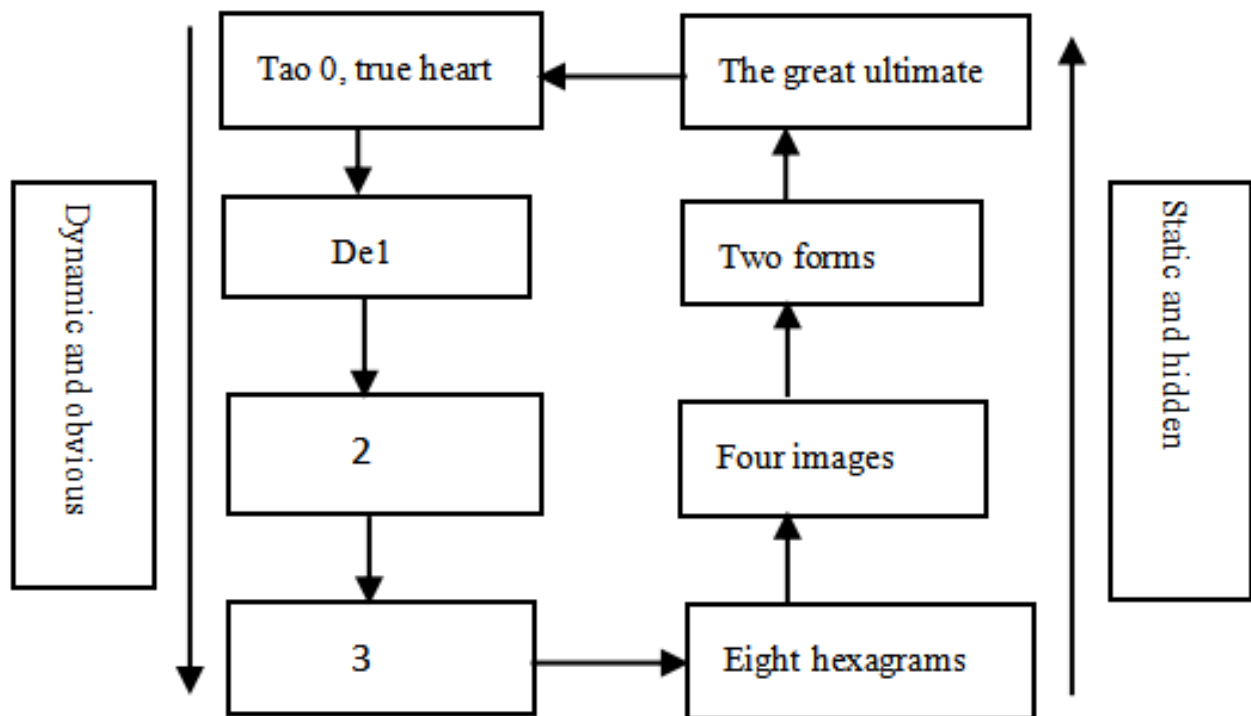 Tao 0, true heart
The great ultimate
De1
Two forms
2
Four images
3
Eight hexagrams
Dynamic and obvious
Static and hidden